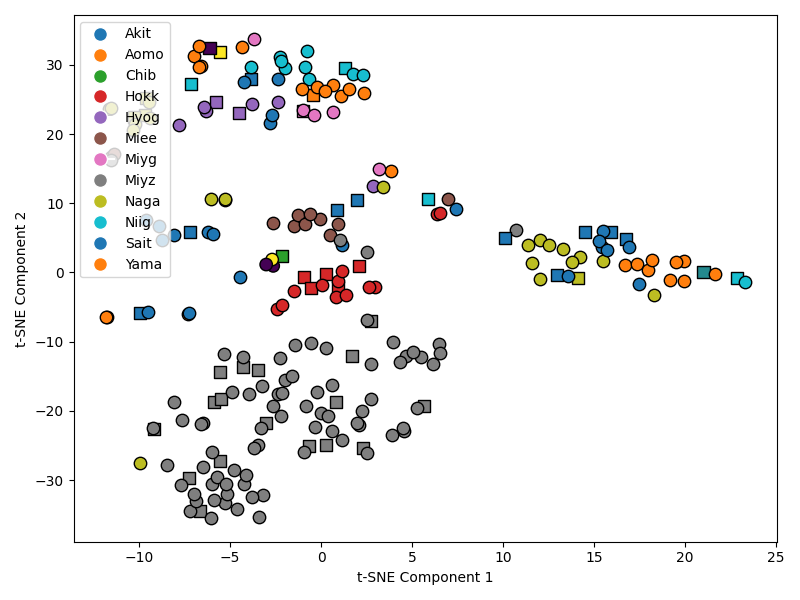 t-SNE Component 2
30
20
10
0
−10
−20
−30
Akit
Aomo
Chib
Hokk
Hyog
Miee
Miyg
Miyz
Naga
Niig
Sait
Yama
−10
−5
0
5
10
15
20
25
t-SNE Component 1